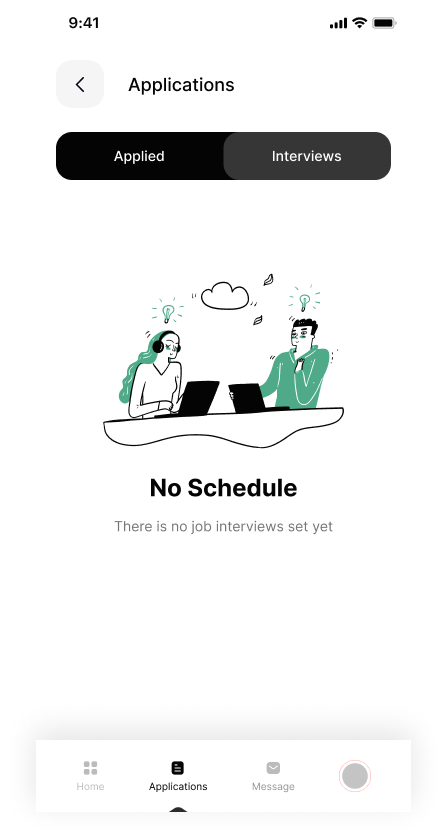 9:41
Applications
Applied
Interviews
No Schedule
There is no job interviews set yet
Home
Applications
Message